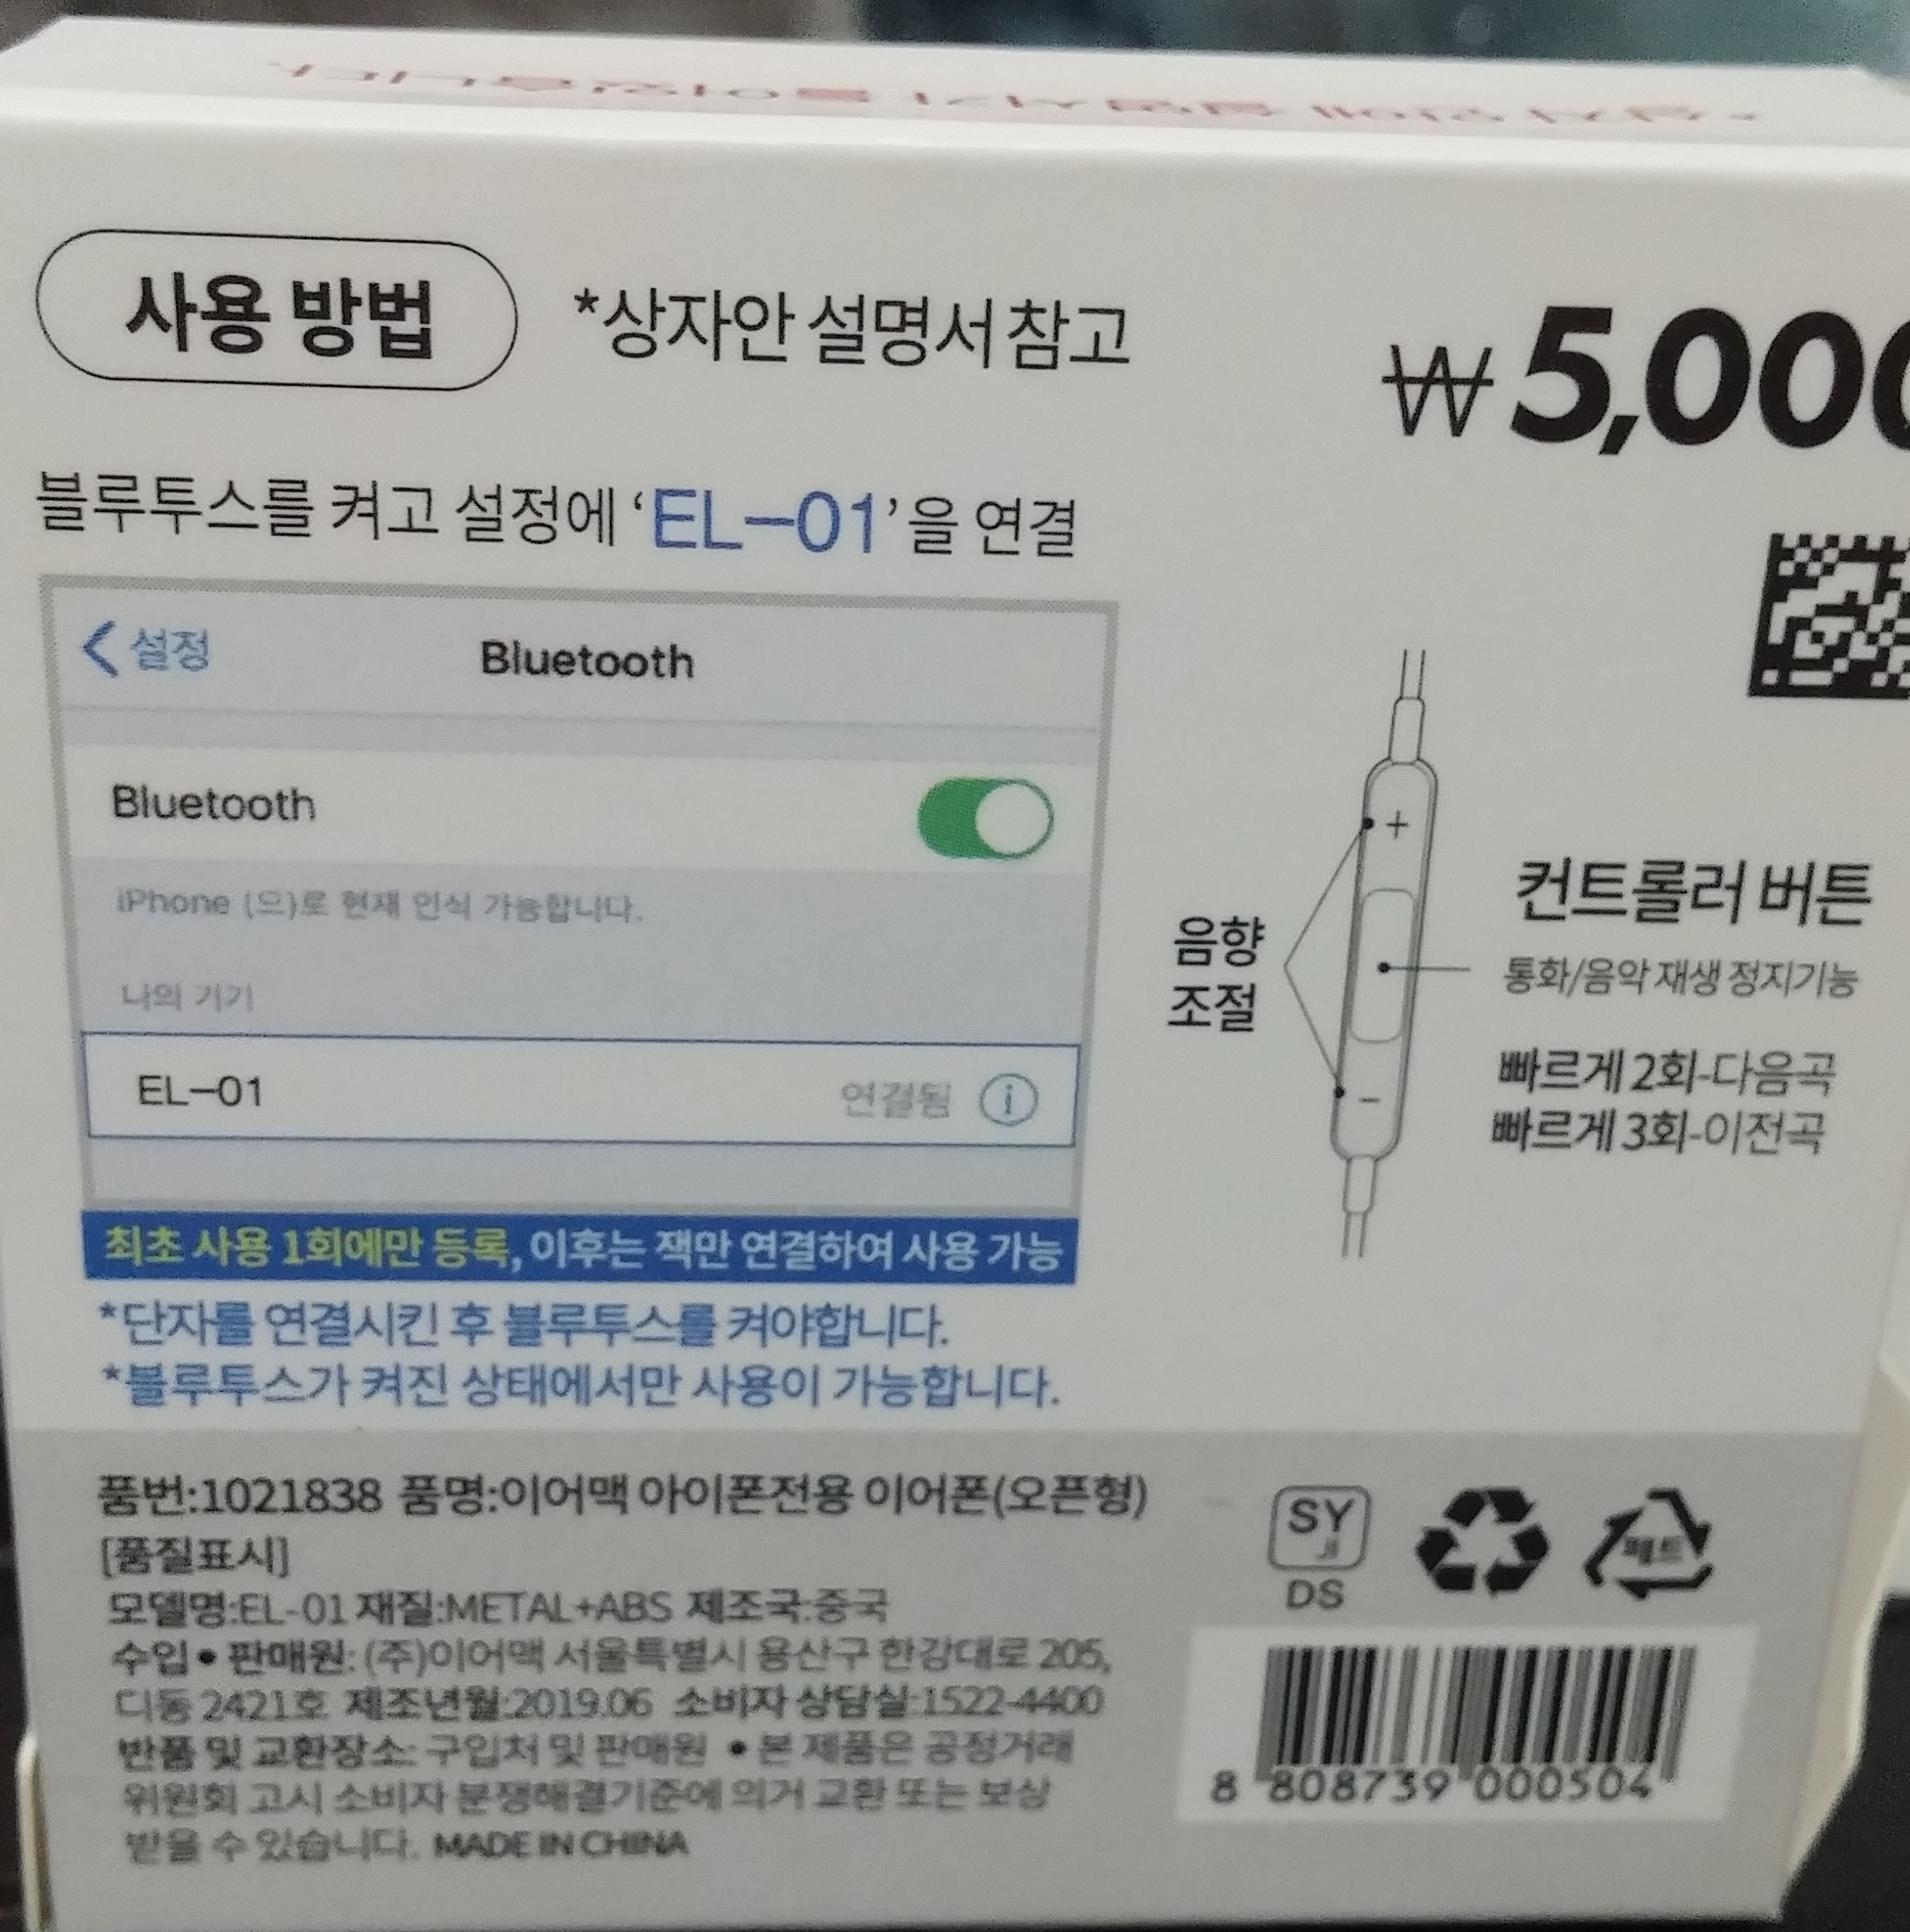 사용 방법
*상자안 설명서 참고
₩5,000
블루투스를 켜고 설정에 ‘EL-01’을 연결
설정
Bluetooth
Bluetooth
iPhone (으)로 현재 인식 가능합니다.
나의 기기
EL-01 연결됨 i
최초 사용 1회에만 등록, 이후는 잭만 연결하여 사용 가능
*단자를 연결시킨 후 블루투스를 켜야합니다.
*블루투스가 켜진 상태에서만 사용이 가능합니다.
음향
조절
+
-
컨트롤러 버튼
통화/음악 재생 정지기능
빠르게 2회-다음곡
빠르게 3회-이전곡
품번:1021838 품명:이어맥 아이폰전용 이어폰(오픈형)
[품질표시]
모델명:EL-01 재질:METAL+ABS 제조국:중국
수입 • 판매원: (주)이어맥 서울특별시 용산구 한강대로 205,
디동 2421호 제조년월:2019.06 소비자 상담실:1522-4400
반품 및 교환장소: 구입처 및 판매원 • 본 제품은 공정거래
위원회 고시 소비자 분쟁해결기준에 의거 교환 또는 보상
받을 수 있습니다. MADE IN CHINA
SY
DS
페트
8 808739 000504